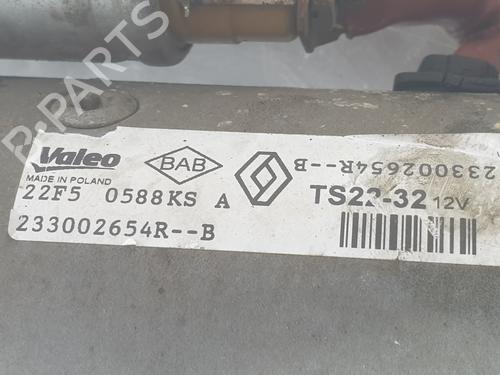 B-PARTS
Valeo
MADE IN POLAND
BAB
22F5 0588KS A
233002654R--B
233002654R--B
TS22-32 12V